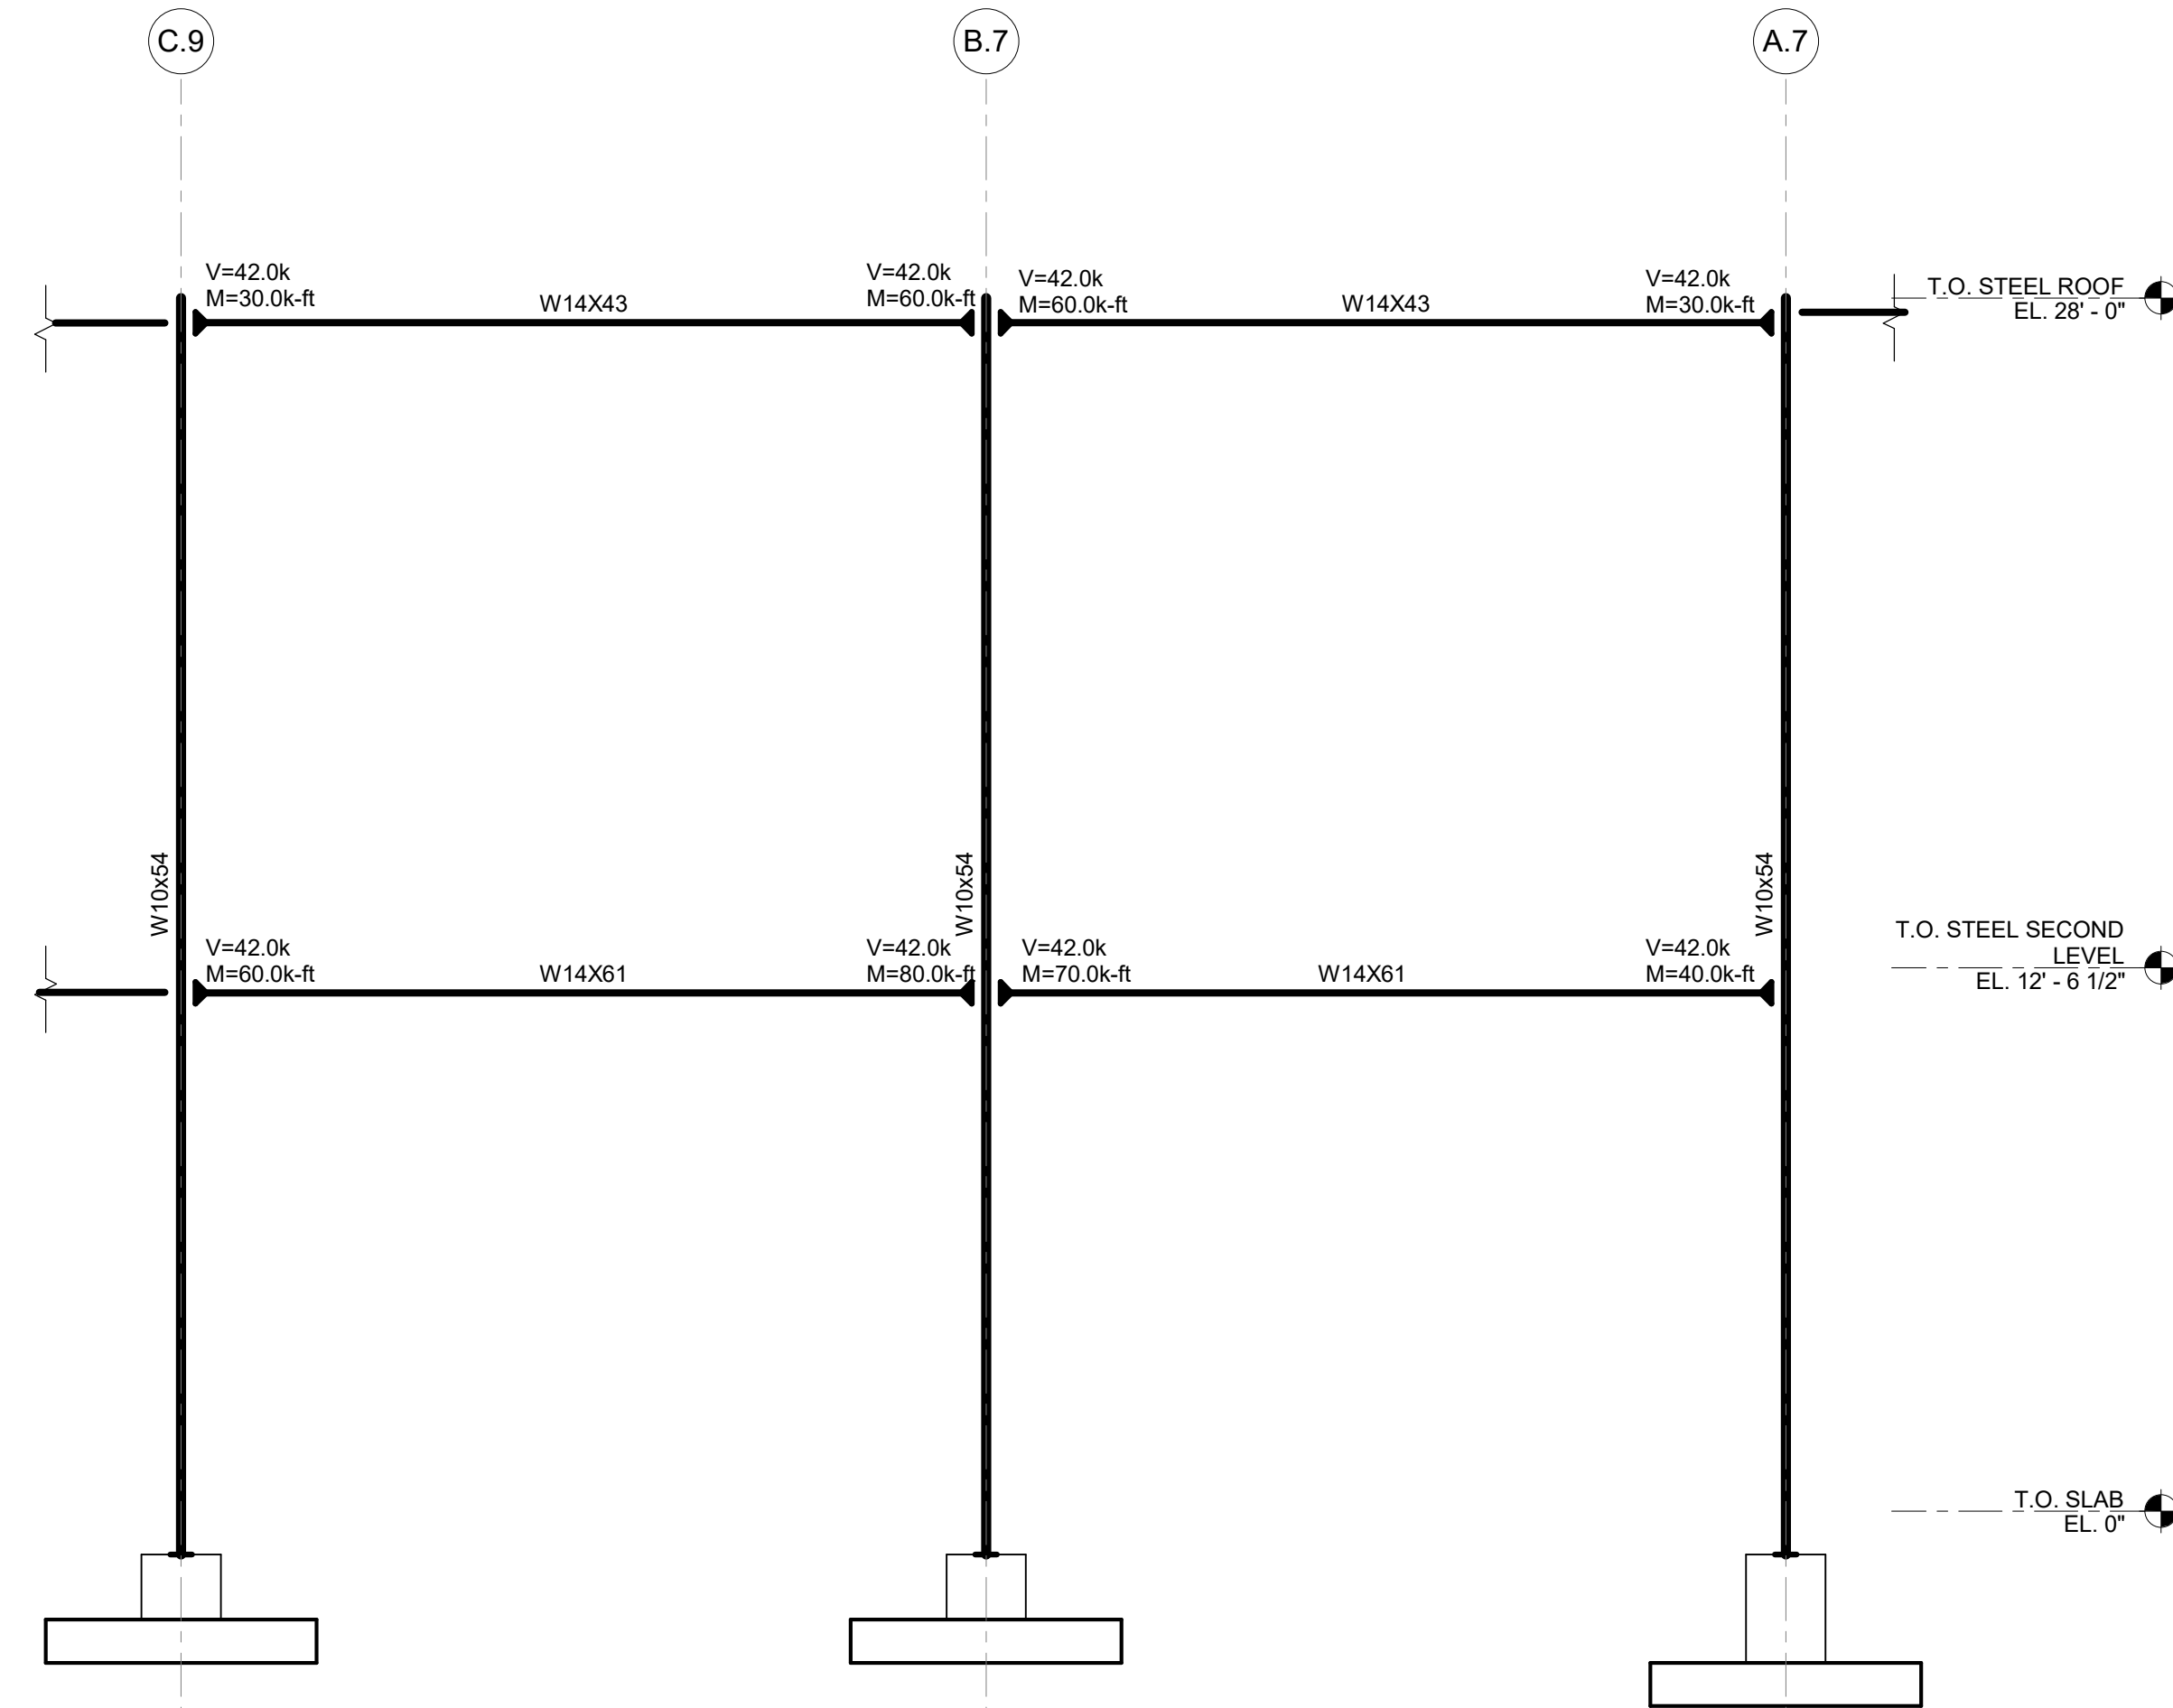 C.9
B.7
A.7
V=42.0k
M=30.0k-ft
W14X43
V=42.0k
M=60.0k-ft
V=42.0k
M=60.0k-ft
W14X43
V=42.0k
M=30.0k-ft
T.O. STEEL ROOF
EL. 28' - 0"
W10x54
W10x54
W10x54
V=42.0k
M=60.0k-ft
W14X61
V=42.0k
M=80.0k-ft
V=42.0k
M=70.0k-ft
W14X61
V=42.0k
M=40.0k-ft
T.O. STEEL SECOND
LEVEL
EL. 12' - 6 1/2"
T.O. SLAB
EL. 0"